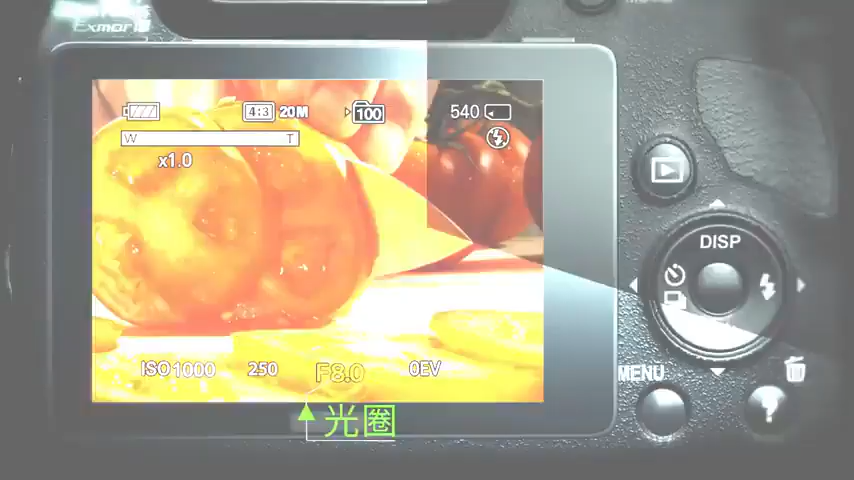 Exmor R
4:3 20M 100 540
W T
x1.0
DISP
ISO1000 250 F8.0 0EV
MENU
?
光圈